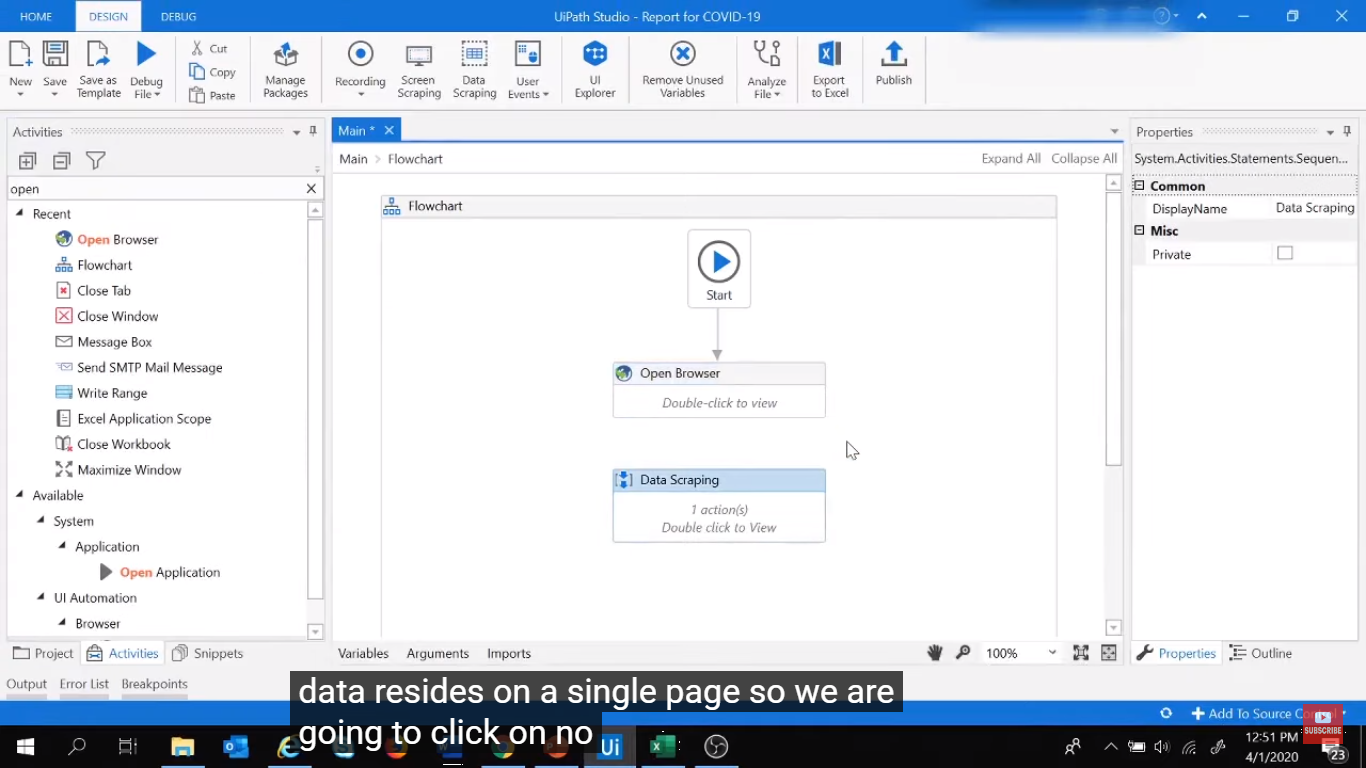 HOME DESIGN DEBUG UiPath Studio - Report for COVID-19
New Save Save as Template Debug File Cut Copy Paste Manage Packages Recording Screen Scraping Data Scraping User Events UI Explorer Remove Unused Variables Analyze File Export to Excel Publish
Activities
open
Recent
Open Browser
Flowchart
Close Tab
Close Window
Message Box
Send SMTP Mail Message
Write Range
Excel Application Scope
Close Workbook
Maximize Window
Available
System
Application
Open Application
UI Automation
Browser
Project Activities Snippets
Output Error List Breakpoints
Main *
Main > Flowchart Expand All Collapse All
Flowchart
Start
Open Browser
Double-click to view
Data Scraping
1 action(s)
Double click to View
Variables Arguments Imports 100%
Properties
System.Activities.Statements.Sequen...
Common
DisplayName Data Scraping
Misc
Private
Properties Outline
data resides on a single page so we are
going to click on no
Add To Source
SUBSCRIBE
Ui
12:51 PM
4/1/2020
23